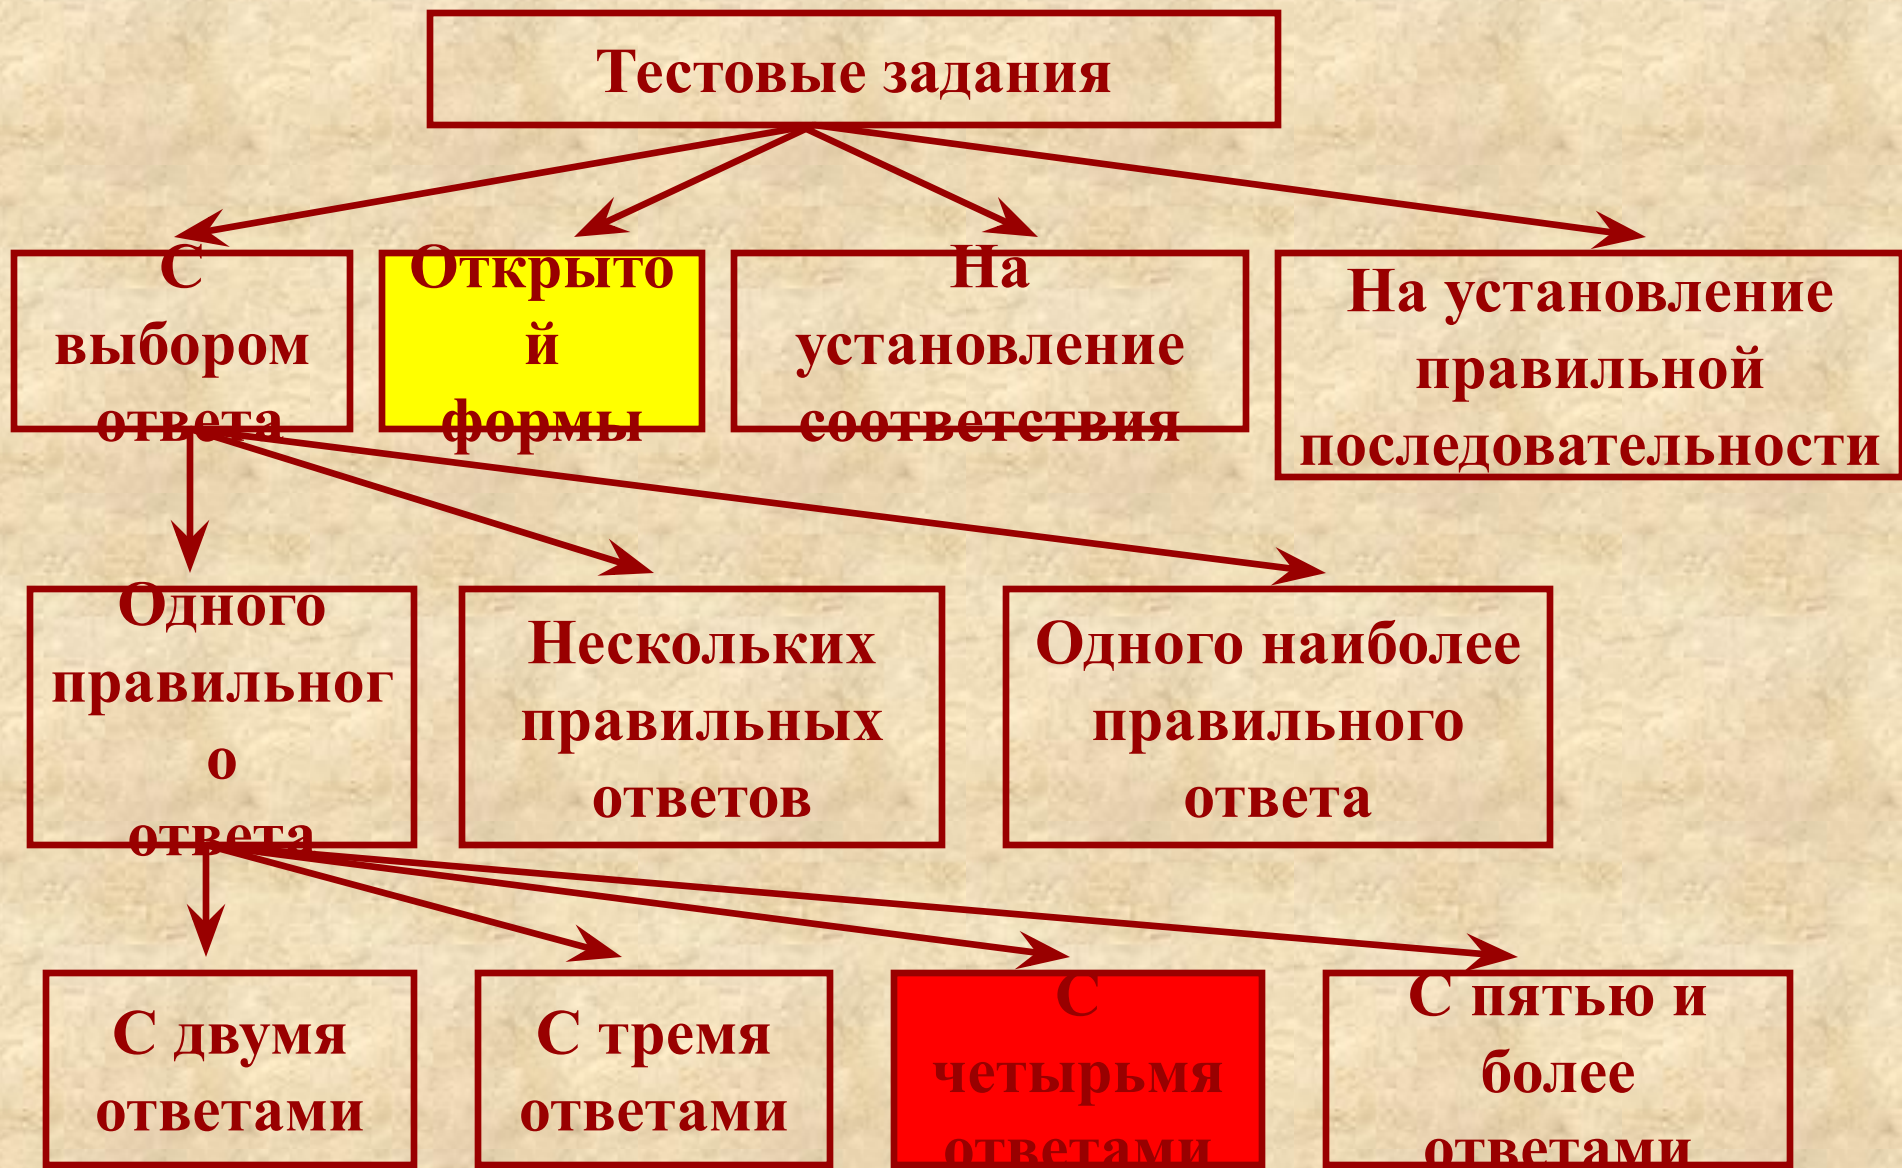 Тестовые задания
С
выбором
ответа
Открыто
й
формы
На
установление
соответствия
На установление
правильной
последовательности
Одного
правильног
о
ответа
Нескольких
правильных
ответов
Одного наиболее
правильного
ответа
С двумя
ответами
С тремя
ответами
С
четырьмя
ответами
С пятью и
более
ответами